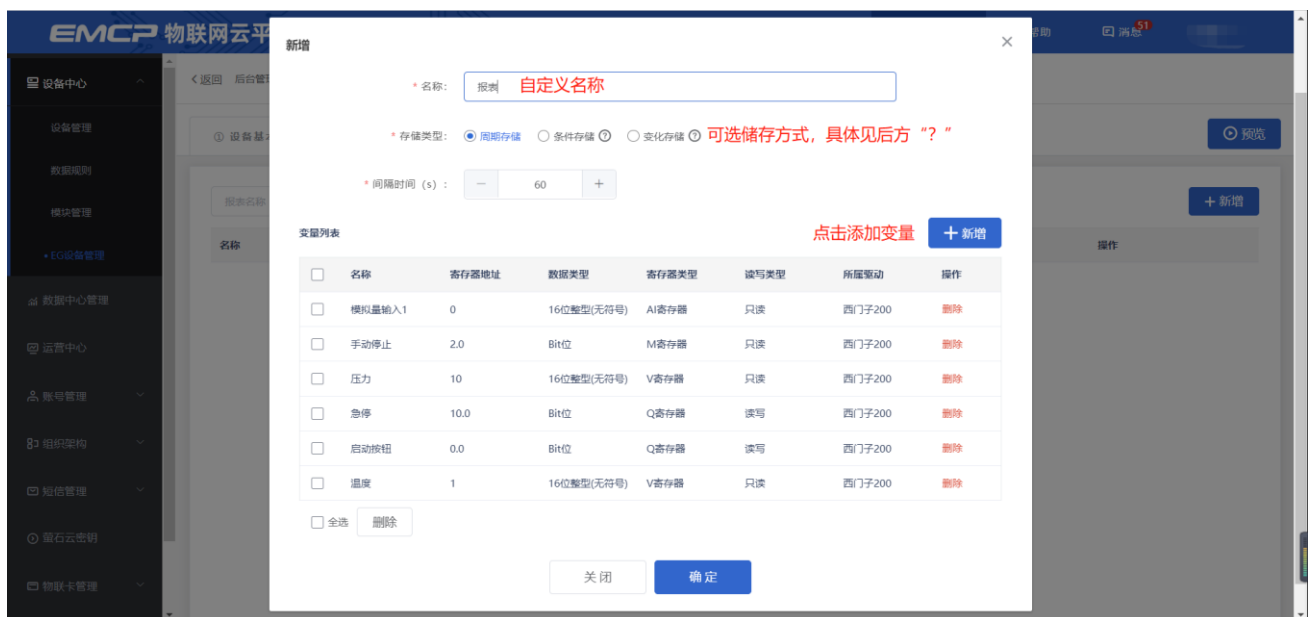 EMCP 物联网云平
帮助
消息
51
设备中心
设备管理
数据规则
模块管理
•EG设备管理
数据中心管理
运营中心
账号管理
组织架构
短信管理
萤石云密钥
物联卡管理
<返回 后台管
① 设备基
报表名称
名称
预览
+ 新增
操作
新增
* 名称: 报表 自定义名称
* 存储类型: 周期存储 条件存储 ? 变化存储 ? 可选储存方式，具体见后方“？”
* 间隔时间 (s) : − 60 +
变量列表 点击添加变量 + 新增
名称 寄存器地址 数据类型 寄存器类型 读写类型 所属驱动 操作
模拟量输入1 0 16位整型(无符号) AI寄存器 只读 西门子200 删除
手动停止 2.0 Bit位 M寄存器 只读 西门子200 删除
压力 10 16位整型(无符号) V寄存器 只读 西门子200 删除
急停 10.0 Bit位 Q寄存器 读写 西门子200 删除
启动按钮 0.0 Bit位 Q寄存器 读写 西门子200 删除
温度 1 16位整型(无符号) V寄存器 只读 西门子200 删除
全选 删除
关闭 确定